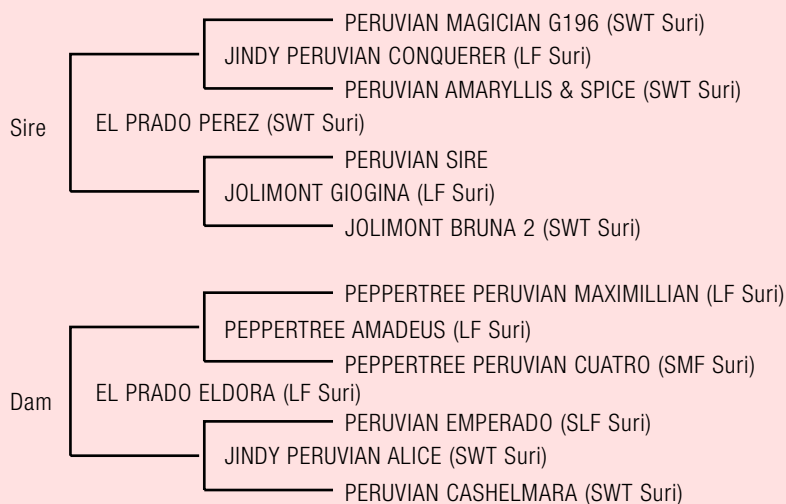 PERUVIAN MAGICIAN G196 (SWT Suri)
JINDY PERUVIAN CONQUERER (LF Suri)
PERUVIAN AMARYLLIS & SPICE (SWT Suri)
Sire
EL PRADO PEREZ (SWT Suri)
PERUVIAN SIRE
JOLIMONT GIOGINA (LF Suri)
JOLIMONT BRUNA 2 (SWT Suri)
PEPPERTREE PERUVIAN MAXIMILLIAN (LF Suri)
PEPPERTREE AMADEUS (LF Suri)
PEPPERTREE PERUVIAN CUATRO (SMF Suri)
Dam
EL PRADO ELDORA (LF Suri)
PERUVIAN EMPERADO (SLF Suri)
JINDY PERUVIAN ALICE (SWT Suri)
PERUVIAN CASHELMARA (SWT Suri)